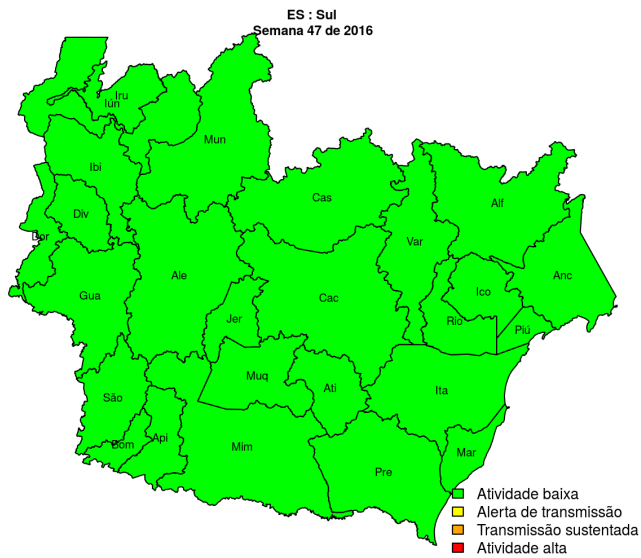 ES : Sul
Semana 47 de 2016
Iru
Iún
Mun
Ibi
Cas
Alf
Div
Dor
Var
Ale
Anc
Gua
Cac
Ico
Jer
Rio
Piú
Muq
Ati
Ita
São
Api
Bom
Mim
Mar
Pre
Atividade baixa
Alerta de transmissão
Transmissão sustentada
Atividade alta